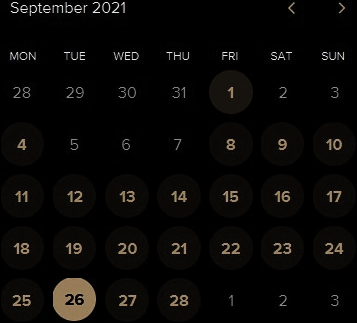 September 2021
MON TUE WED THU FRI SAT SUN
28 29 30 31 1 2 3
4 5 6 7 8 9 10
11 12 13 14 15 16 17
18 19 20 21 22 23 24
25 26 27 28 1 2 3